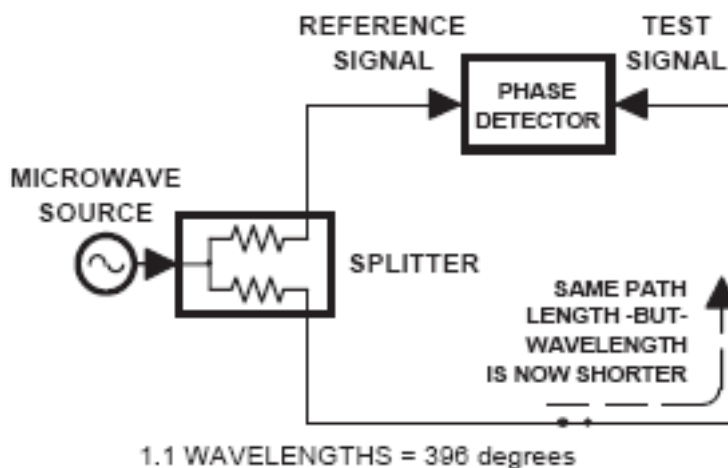 REFERENCE
SIGNAL
TEST
SIGNAL
PHASE
DETECTOR
MICROWAVE
SOURCE
SPLITTER
SAME PATH
LENGTH -BUT-
WAVELENGTH
IS NOW SHORTER
1.1 WAVELENGTHS = 396 degrees